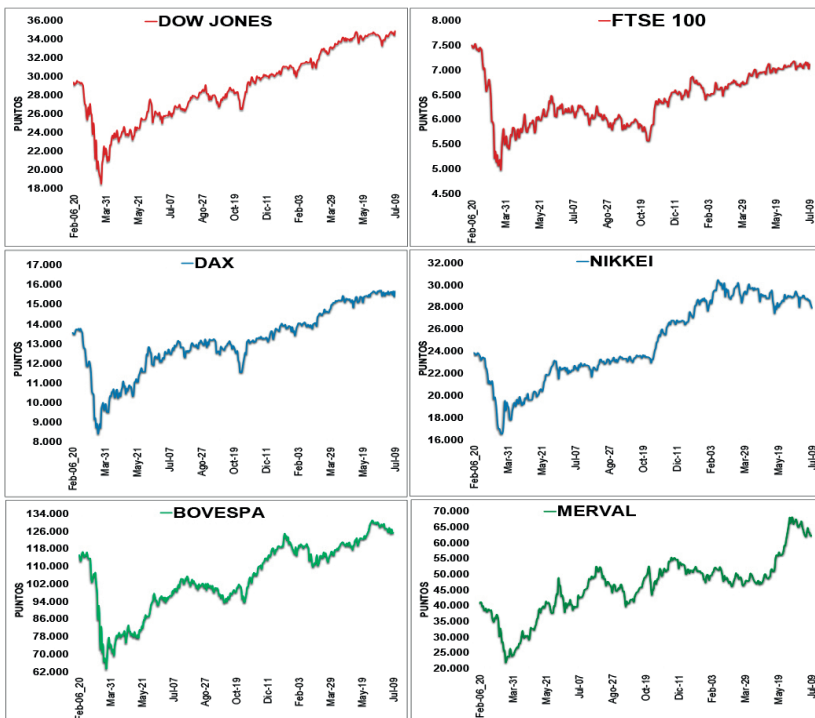 DOW JONES
PUNTOS
36.000
34.000
32.000
30.000
28.000
26.000
24.000
22.000
20.000
18.000
Feb-06_20
Mar-31
May-21
Jul-07
Ago-27
Oct-19
Dic-11
Feb-03
Mar-29
May-19
Jul-09
FTSE 100
PUNTOS
7.500
7.000
6.500
6.000
5.500
5.000
4.500
Feb-06_20
Mar-31
May-21
Jul-07
Ago-27
Oct-19
Dic-11
Feb-03
Mar-29
May-19
Jul-09
DAX
PUNTOS
17.000
16.000
15.000
14.000
13.000
12.000
11.000
10.000
9.000
8.000
Feb-06_20
Mar-31
May-21
Jul-07
Ago-27
Oct-19
Dic-11
Feb-03
Mar-29
May-19
Jul-09
NIKKEI
PUNTOS
32.000
30.000
28.000
26.000
24.000
22.000
20.000
18.000
16.000
Feb-06_20
Mar-31
May-21
Jul-07
Ago-27
Oct-19
Dic-11
Feb-03
Mar-29
May-19
Jul-09
BOVESPA
PUNTOS
134.000
126.000
118.000
110.000
102.000
94.000
86.000
78.000
70.000
62.000
Feb-06_20
Mar-31
May-21
Jul-07
Ago-27
Oct-19
Dic-11
Feb-03
Mar-29
May-19
Jul-09
MERVAL
PUNTOS
70.000
65.000
60.000
55.000
50.000
45.000
40.000
35.000
30.000
25.000
20.000
Feb-06_20
Mar-31
May-21
Jul-07
Ago-27
Oct-19
Dic-11
Feb-03
Mar-29
May-19
Jul-09